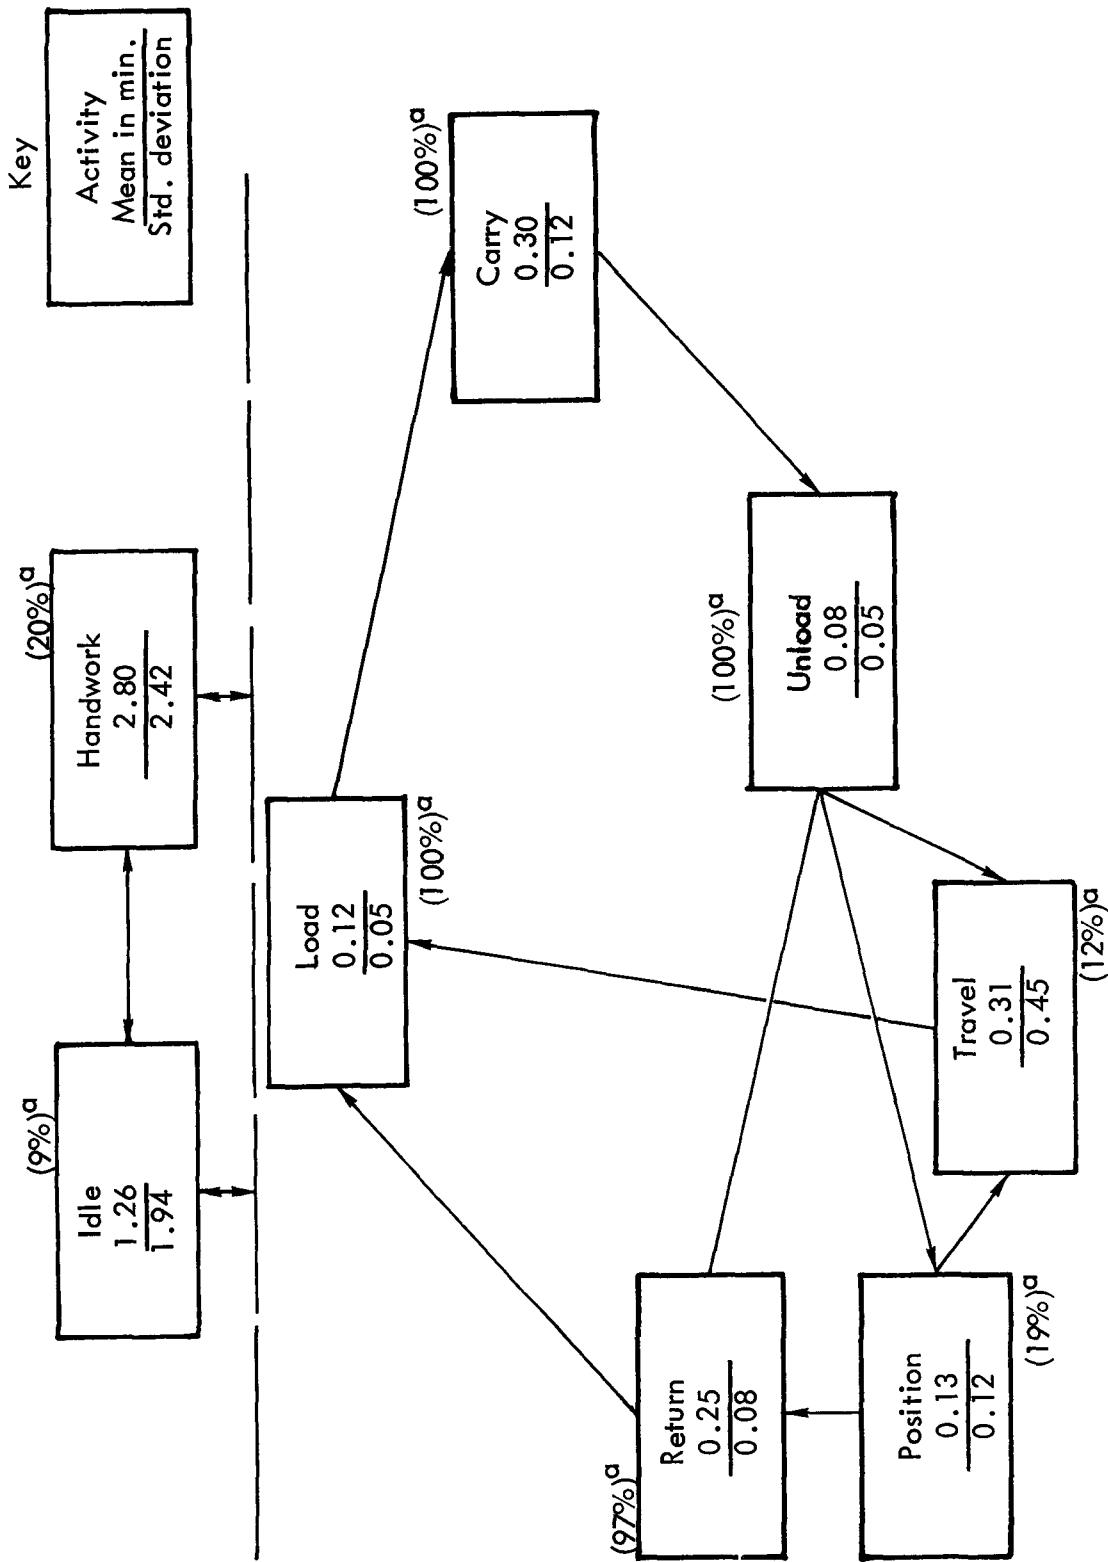 Key
Activity
Mean in min.
Std. deviation
(9%)a
Idle
1.26
1.94
(20%)a
Handwork
2.80
2.42
Load
0.12
0.05
(100%)a
(100%)a
Carry
0.30
0.12
(100%)a
Unload
0.08
0.05
(97%)a
Return
0.25
0.08
Position
0.13
0.12
(19%)a
Travel
0.31
0.45
(12%)a